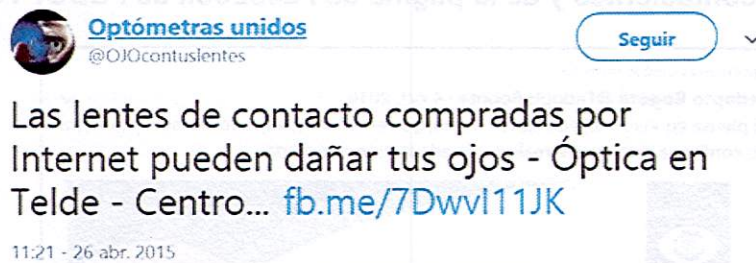 Optómetras unidos
@OJOcontuslentes
Seguir
Las lentes de contacto compradas por
Internet pueden dañar tus ojos - Óptica en
Telde - Centro... fb.me/7DwvI11JK
11:21 - 26 abr. 2015